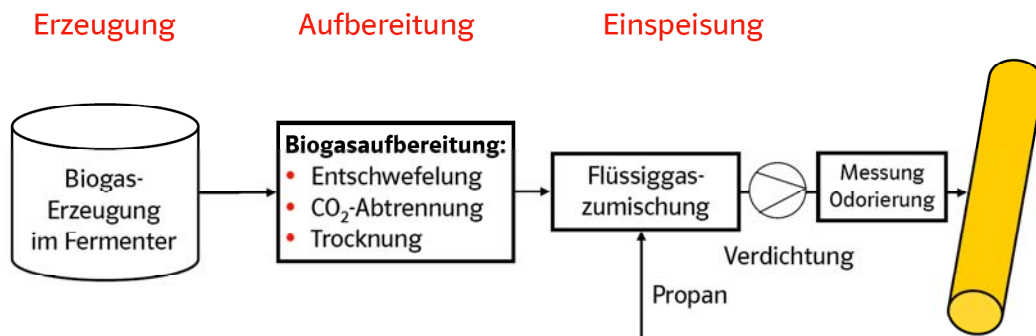 Erzeugung
Aufbereitung
Einspeisung
Biogas-
Erzeugung
im Fermenter
Biogasaufbereitung:
• Entschwefelung
• CO₂-Abtrennung
• Trocknung
Flüssiggas-
zumischung
Propan
Verdichtung
Messung
Odorierung